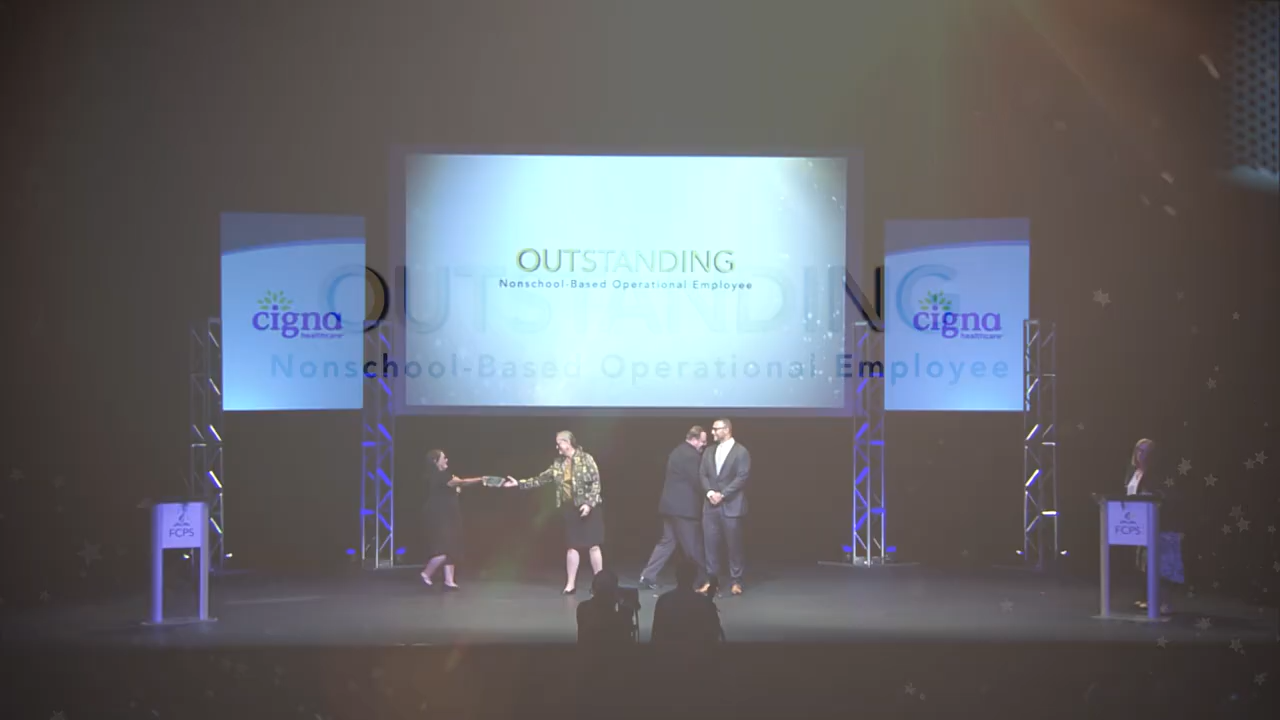 OUTSTANDING
Nonschool-Based Operational Employee
cigna
healthcare
OUTSTANDING
cigna
healthcare
Nonschool-Based Operational Employee
FCPS
FCPS